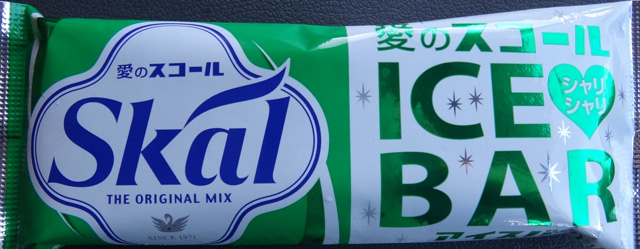 愛のスコール
Skal
THE ORIGINAL MIX
SINCE 1972
愛のスコール
ICE
BAR
シャリ
シャリ